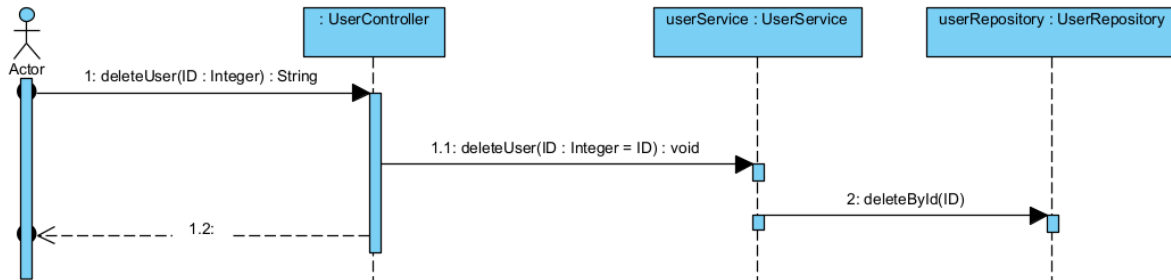 : UserController
userService : UserService
userRepository : UserRepository
Actor
1: deleteUser(ID : Integer) : String
1.1: deleteUser(ID : Integer = ID) : void
2: deleteById(ID)
1.2: